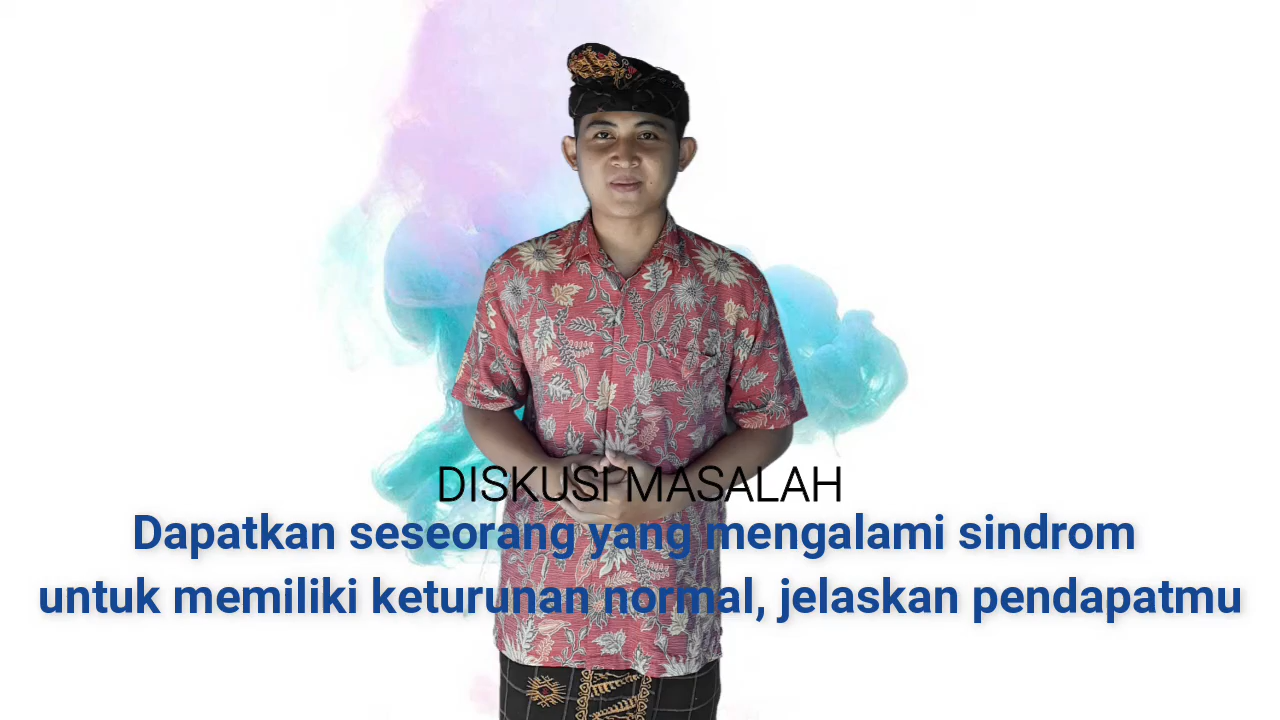 DISKUSI MASALAH
Dapatkan seseorang yang mengalami sindrom
untuk memiliki keturunan normal, jelaskan pendapatmu